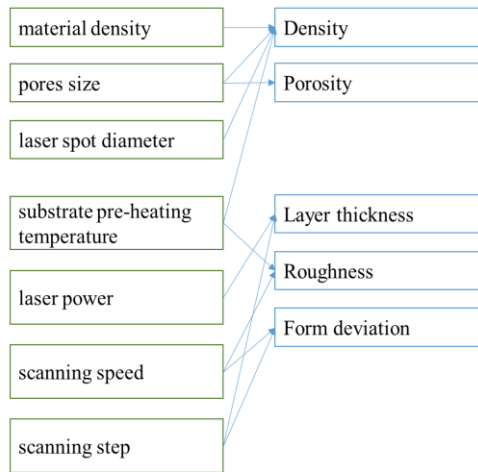 material density
pores size
laser spot diameter
substrate pre-heating
temperature
laser power
scanning speed
scanning step
Density
Porosity
Layer thickness
Roughness
Form deviation